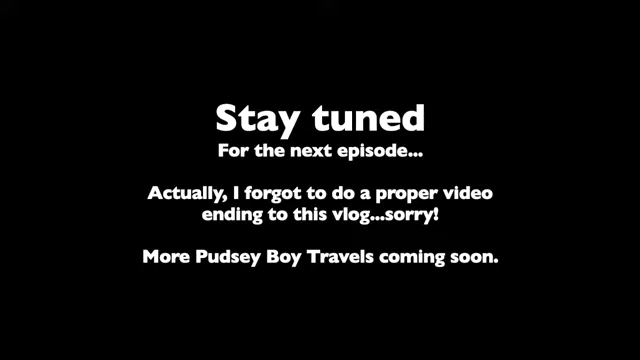 Stay tuned
For the next episode...
Actually, I forgot to do a proper video
ending to this vlog...sorry!
More Pudsey Boy Travels coming soon.